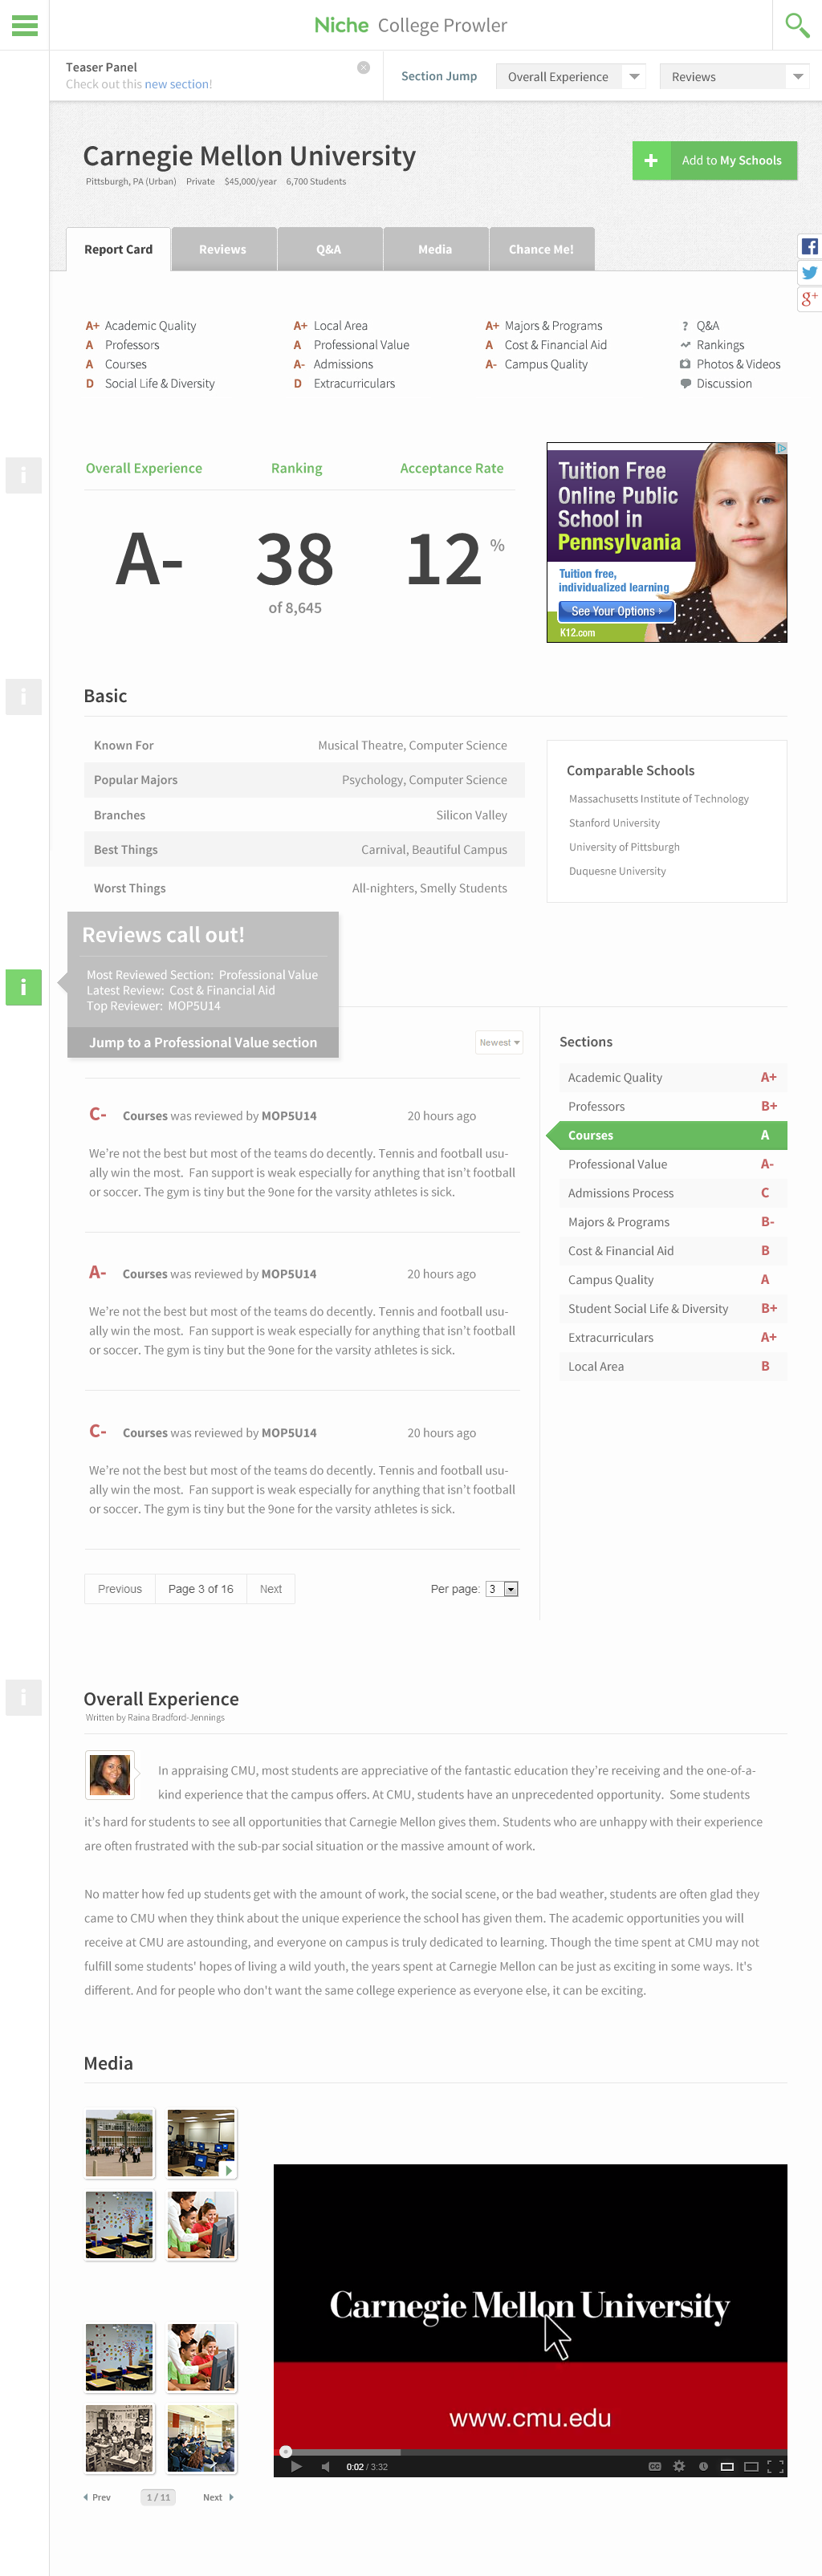 Niche College Prowler
Teaser Panel
Check out this new section!
Section Jump
Overall Experience
Reviews
Carnegie Mellon University
Pittsburgh, PA (Urban) Private $45,000/year 6,700 Students
+ Add to My Schools
Report Card
Reviews
Q&A
Media
Chance Me!
A+ Academic Quality
A Professors
A Courses
D Social Life & Diversity
A+ Local Area
A Professional Value
A- Admissions
D Extracurriculars
A+ Majors & Programs
A Cost & Financial Aid
A- Campus Quality
? Q&A
Rankings
Photos & Videos
Discussion
Overall Experience
A-
Ranking
38
of 8,645
Acceptance Rate
12 %
Tuition Free
Online Public
School in
Pennsylvania
Tuition free,
individualized learning
See Your Options ›
K12.com
Basic
Known For Musical Theatre, Computer Science
Popular Majors Psychology, Computer Science
Branches Silicon Valley
Best Things Carnival, Beautiful Campus
Worst Things All-nighters, Smelly Students
Comparable Schools
Massachusetts Institute of Technology
Stanford University
University of Pittsburgh
Duquesne University
i
i
i
Reviews call out!
Most Reviewed Section: Professional Value
Latest Review: Cost & Financial Aid
Top Reviewer: MOP5U14
Jump to a Professional Value section
Newest
C- Courses was reviewed by MOP5U14 20 hours ago
We're not the best but most of the teams do decently. Tennis and football usu-
ally win the most. Fan support is weak especially for anything that isn't football
or soccer. The gym is tiny but the 9one for the varsity athletes is sick.
A- Courses was reviewed by MOP5U14 20 hours ago
We're not the best but most of the teams do decently. Tennis and football usu-
ally win the most. Fan support is weak especially for anything that isn't football
or soccer. The gym is tiny but the 9one for the varsity athletes is sick.
C- Courses was reviewed by MOP5U14 20 hours ago
We're not the best but most of the teams do decently. Tennis and football usu-
ally win the most. Fan support is weak especially for anything that isn't football
or soccer. The gym is tiny but the 9one for the varsity athletes is sick.
Previous Page 3 of 16 Next
Per page: 3
Sections
Academic Quality A+
Professors B+
Courses A
Professional Value A-
Admissions Process C
Majors & Programs B-
Cost & Financial Aid B
Campus Quality A
Student Social Life & Diversity B+
Extracurriculars A+
Local Area B
i
Overall Experience
Written by Raina Bradford-Jennings
In appraising CMU, most students are appreciative of the fantastic education they're receiving and the one-of-a-
kind experience that the campus offers. At CMU, students have an unprecedented opportunity. Some students
it's hard for students to see all opportunities that Carnegie Mellon gives them. Students who are unhappy with their experience
are often frustrated with the sub-par social situation or the massive amount of work.
No matter how fed up students get with the amount of work, the social scene, or the bad weather, students are often glad they
came to CMU when they think about the unique experience the school has given them. The academic opportunities you will
receive at CMU are astounding, and everyone on campus is truly dedicated to learning. Though the time spent at CMU may not
fulfill some students' hopes of living a wild youth, the years spent at Carnegie Mellon can be just as exciting in some ways. It's
different. And for people who don't want the same college experience as everyone else, it can be exciting.
Media
Carnegie Mellon University
www.cmu.edu
0:02 / 3:32
CC
Prev 1 / 11 Next